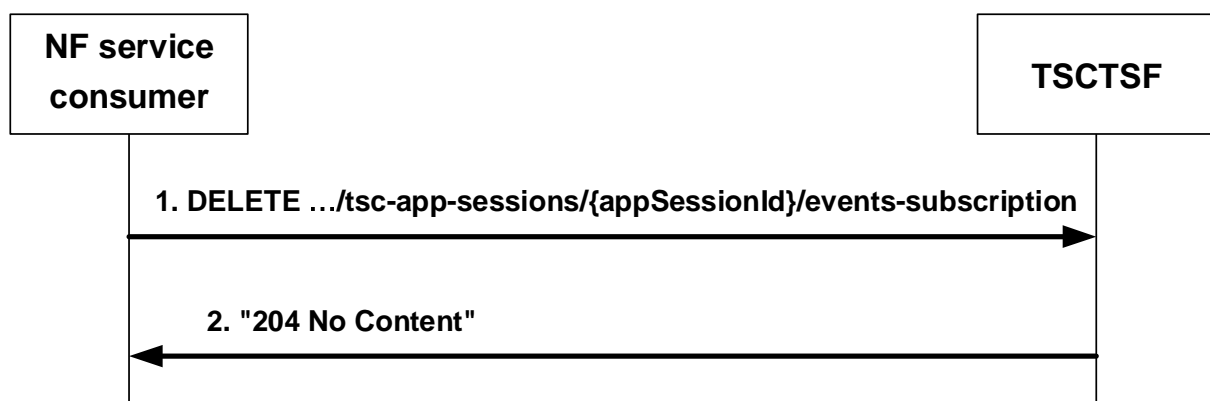 NF service
consumer
TSCTSF
1. DELETE …/tsc-app-sessions/{appSessionId}/events-subscription
2. "204 No Content"